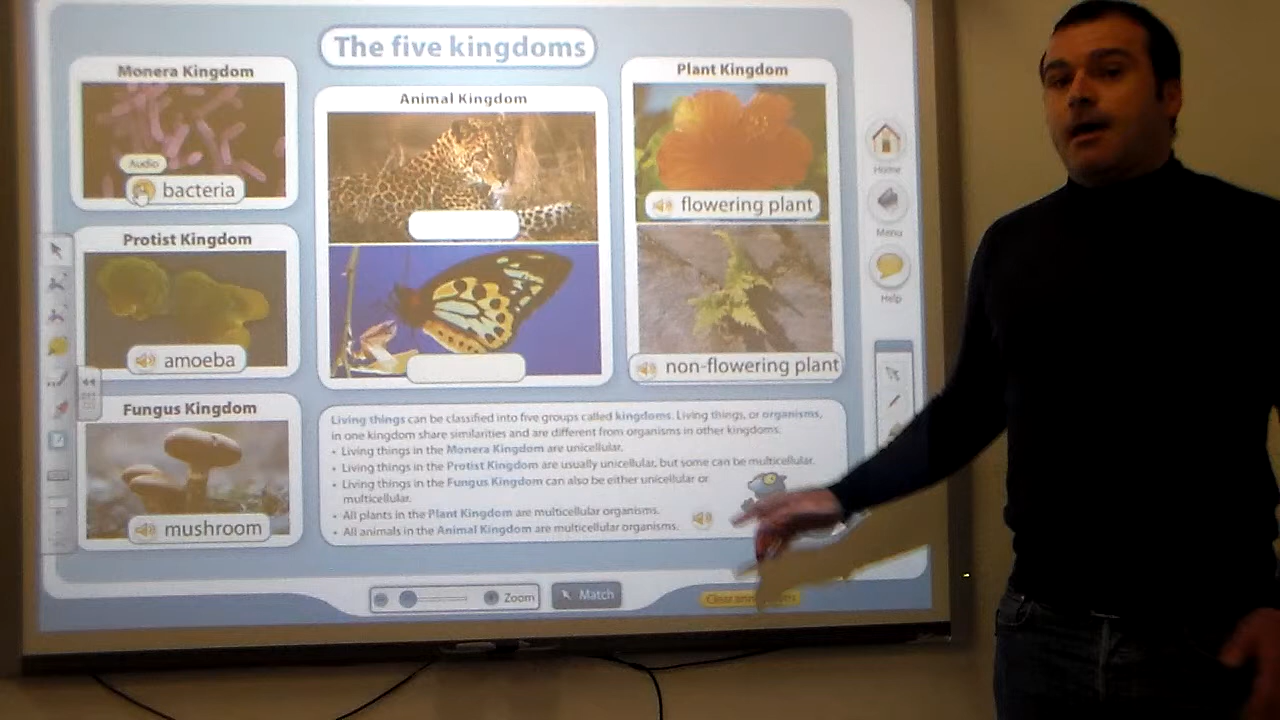 The five kingdoms
Monera Kingdom
Audio
bacteria
Protist Kingdom
amoeba
Fungus Kingdom
mushroom
Animal Kingdom
Plant Kingdom
flowering plant
non-flowering plant
Living things can be classified into five groups called kingdoms. Living things, or organisms,
in one kingdom share similarities and are different from organisms in other kingdoms.
• Living things in the Monera Kingdom are unicellular.
• Living things in the Protist Kingdom are usually unicellular, but some can be multicellular.
• Living things in the Fungus Kingdom can also be either unicellular or
multicellular.
• All plants in the Plant Kingdom are multicellular organisms.
• All animals in the Animal Kingdom are multicellular organisms.
Home
Menu
Help
Zoom
Match
Clear